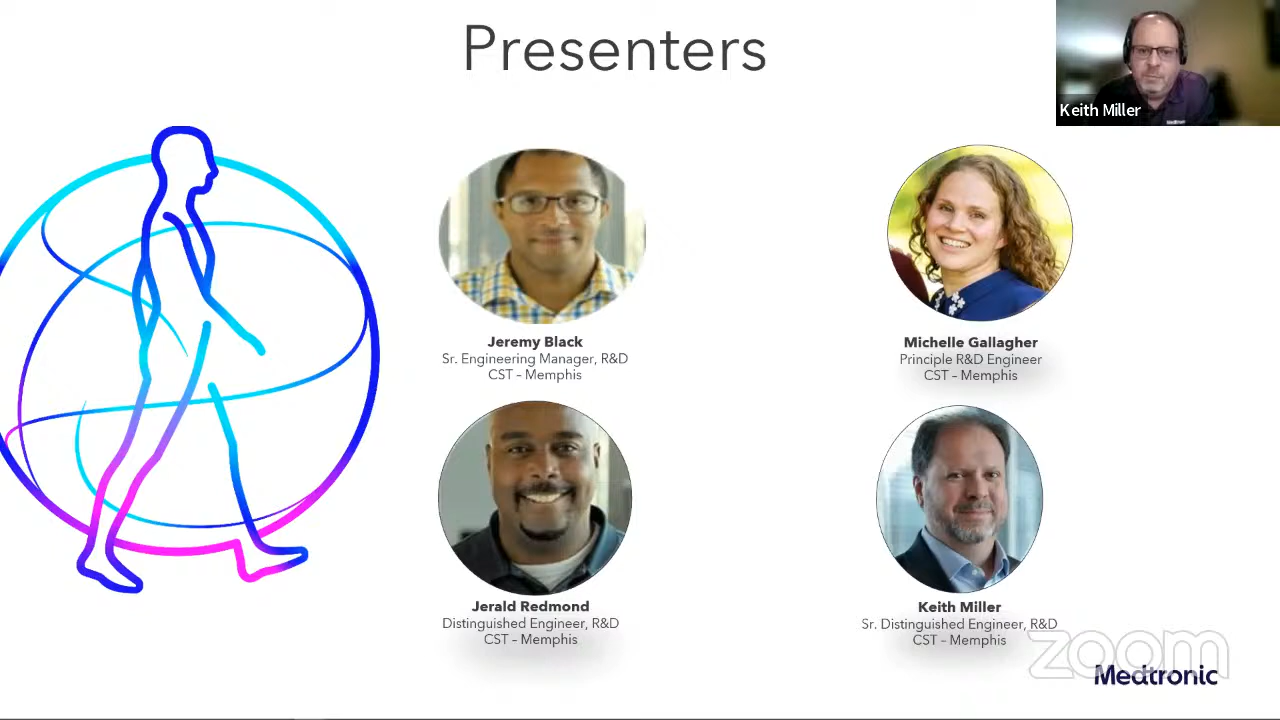 Presenters
Keith Miller
Jeremy Black
Sr. Engineering Manager, R&D
CST – Memphis
Michelle Gallagher
Principle R&D Engineer
CST – Memphis
Jerald Redmond
Distinguished Engineer, R&D
CST – Memphis
Keith Miller
Sr. Distinguished Engineer, R&D
CST – Memphis
zoom
Medtronic